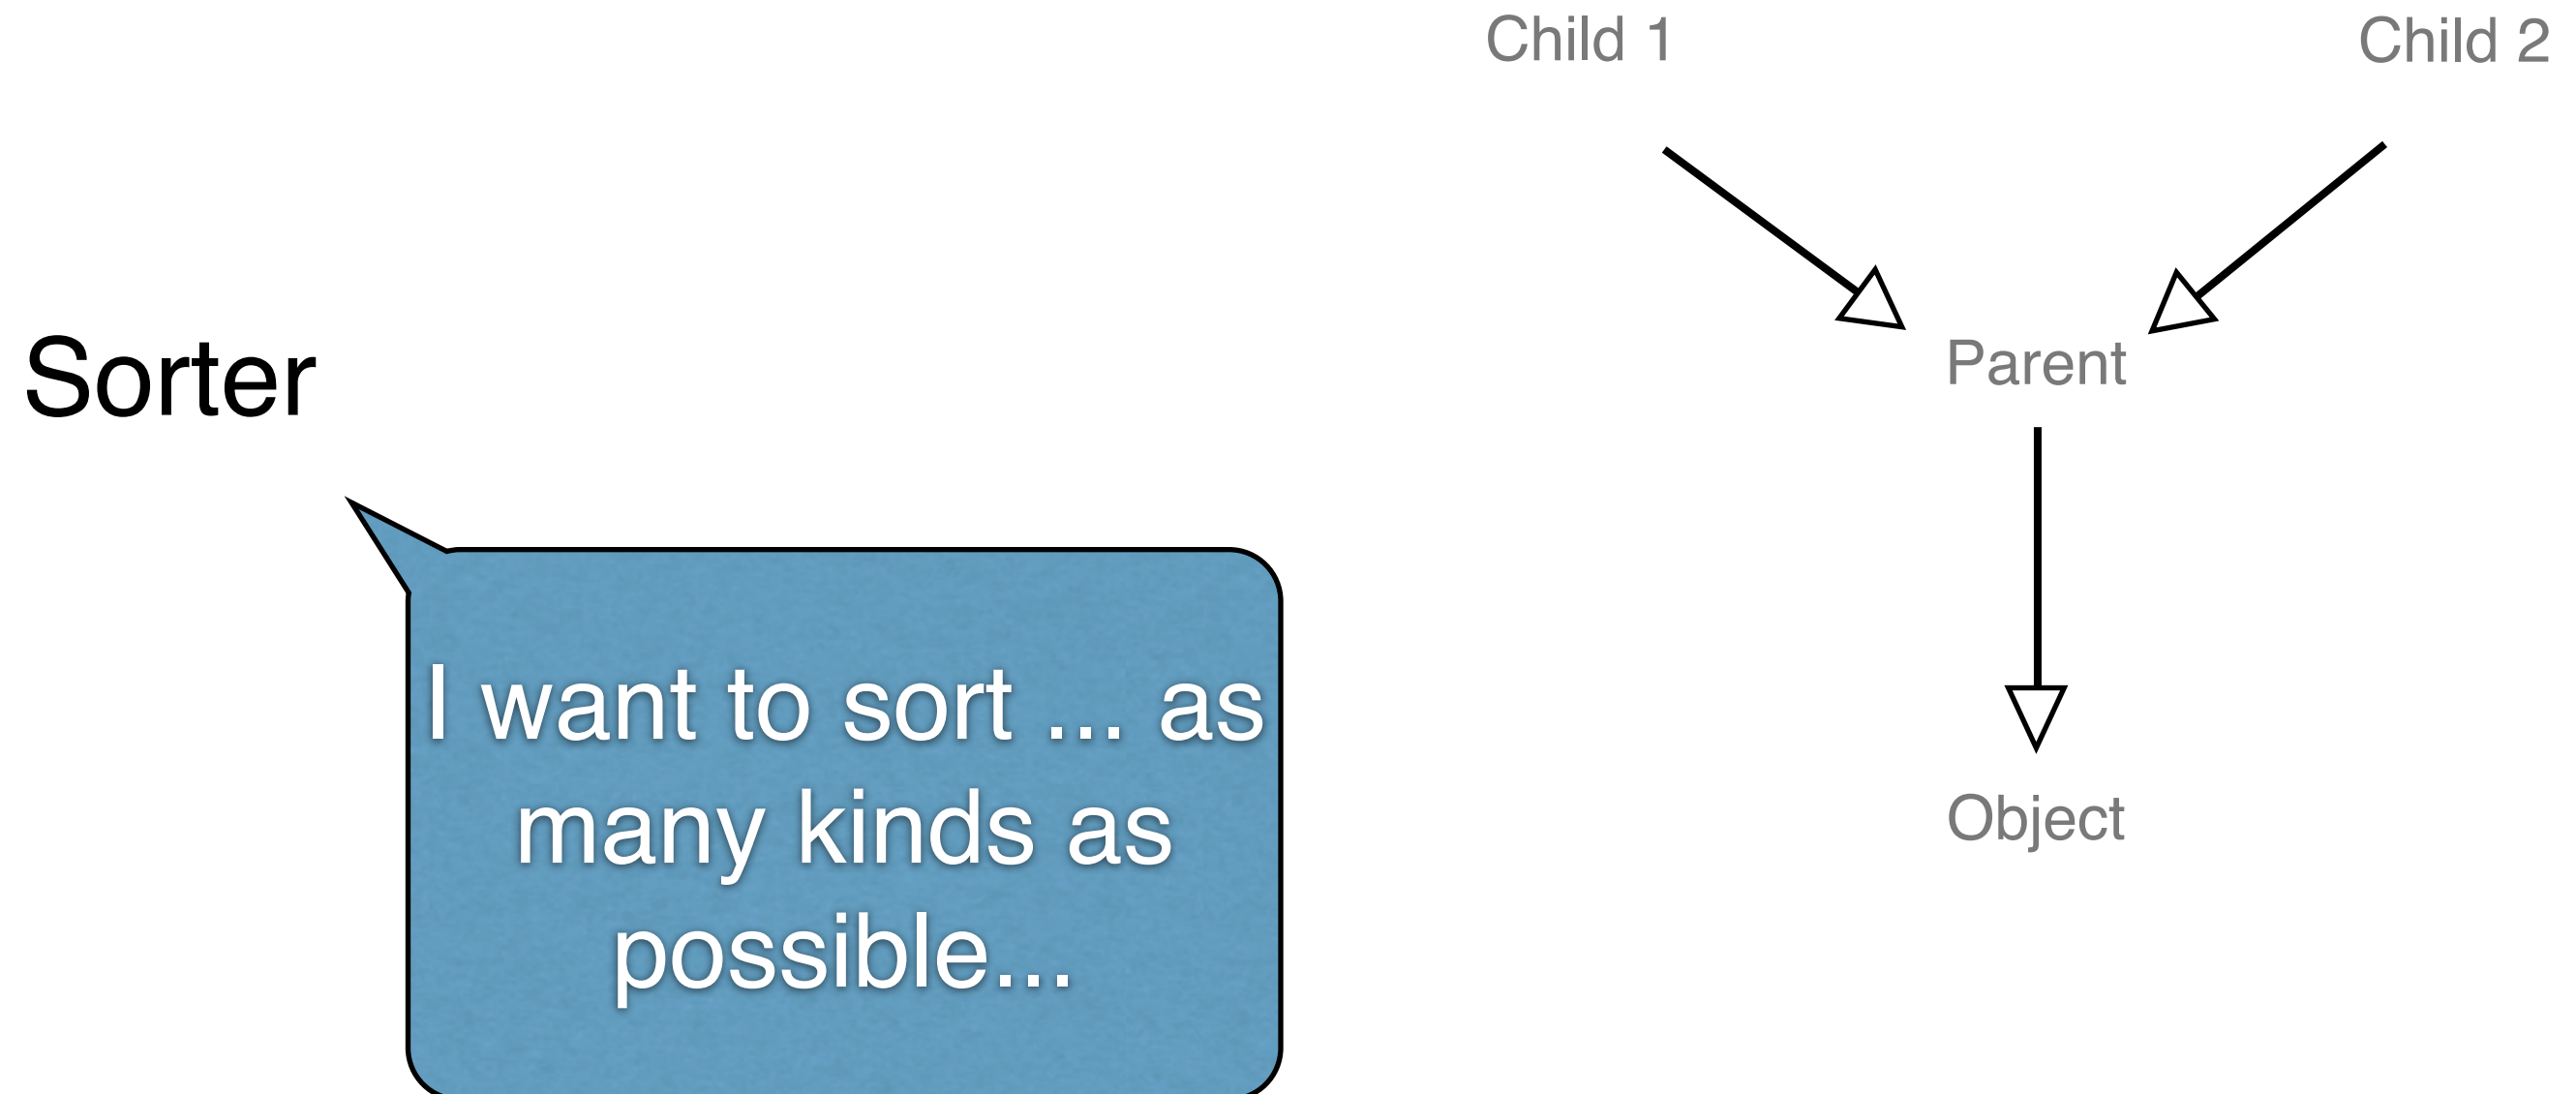 Child 1
Child 2
Sorter
Parent
I want to sort ... as
many kinds as
possible...
Object